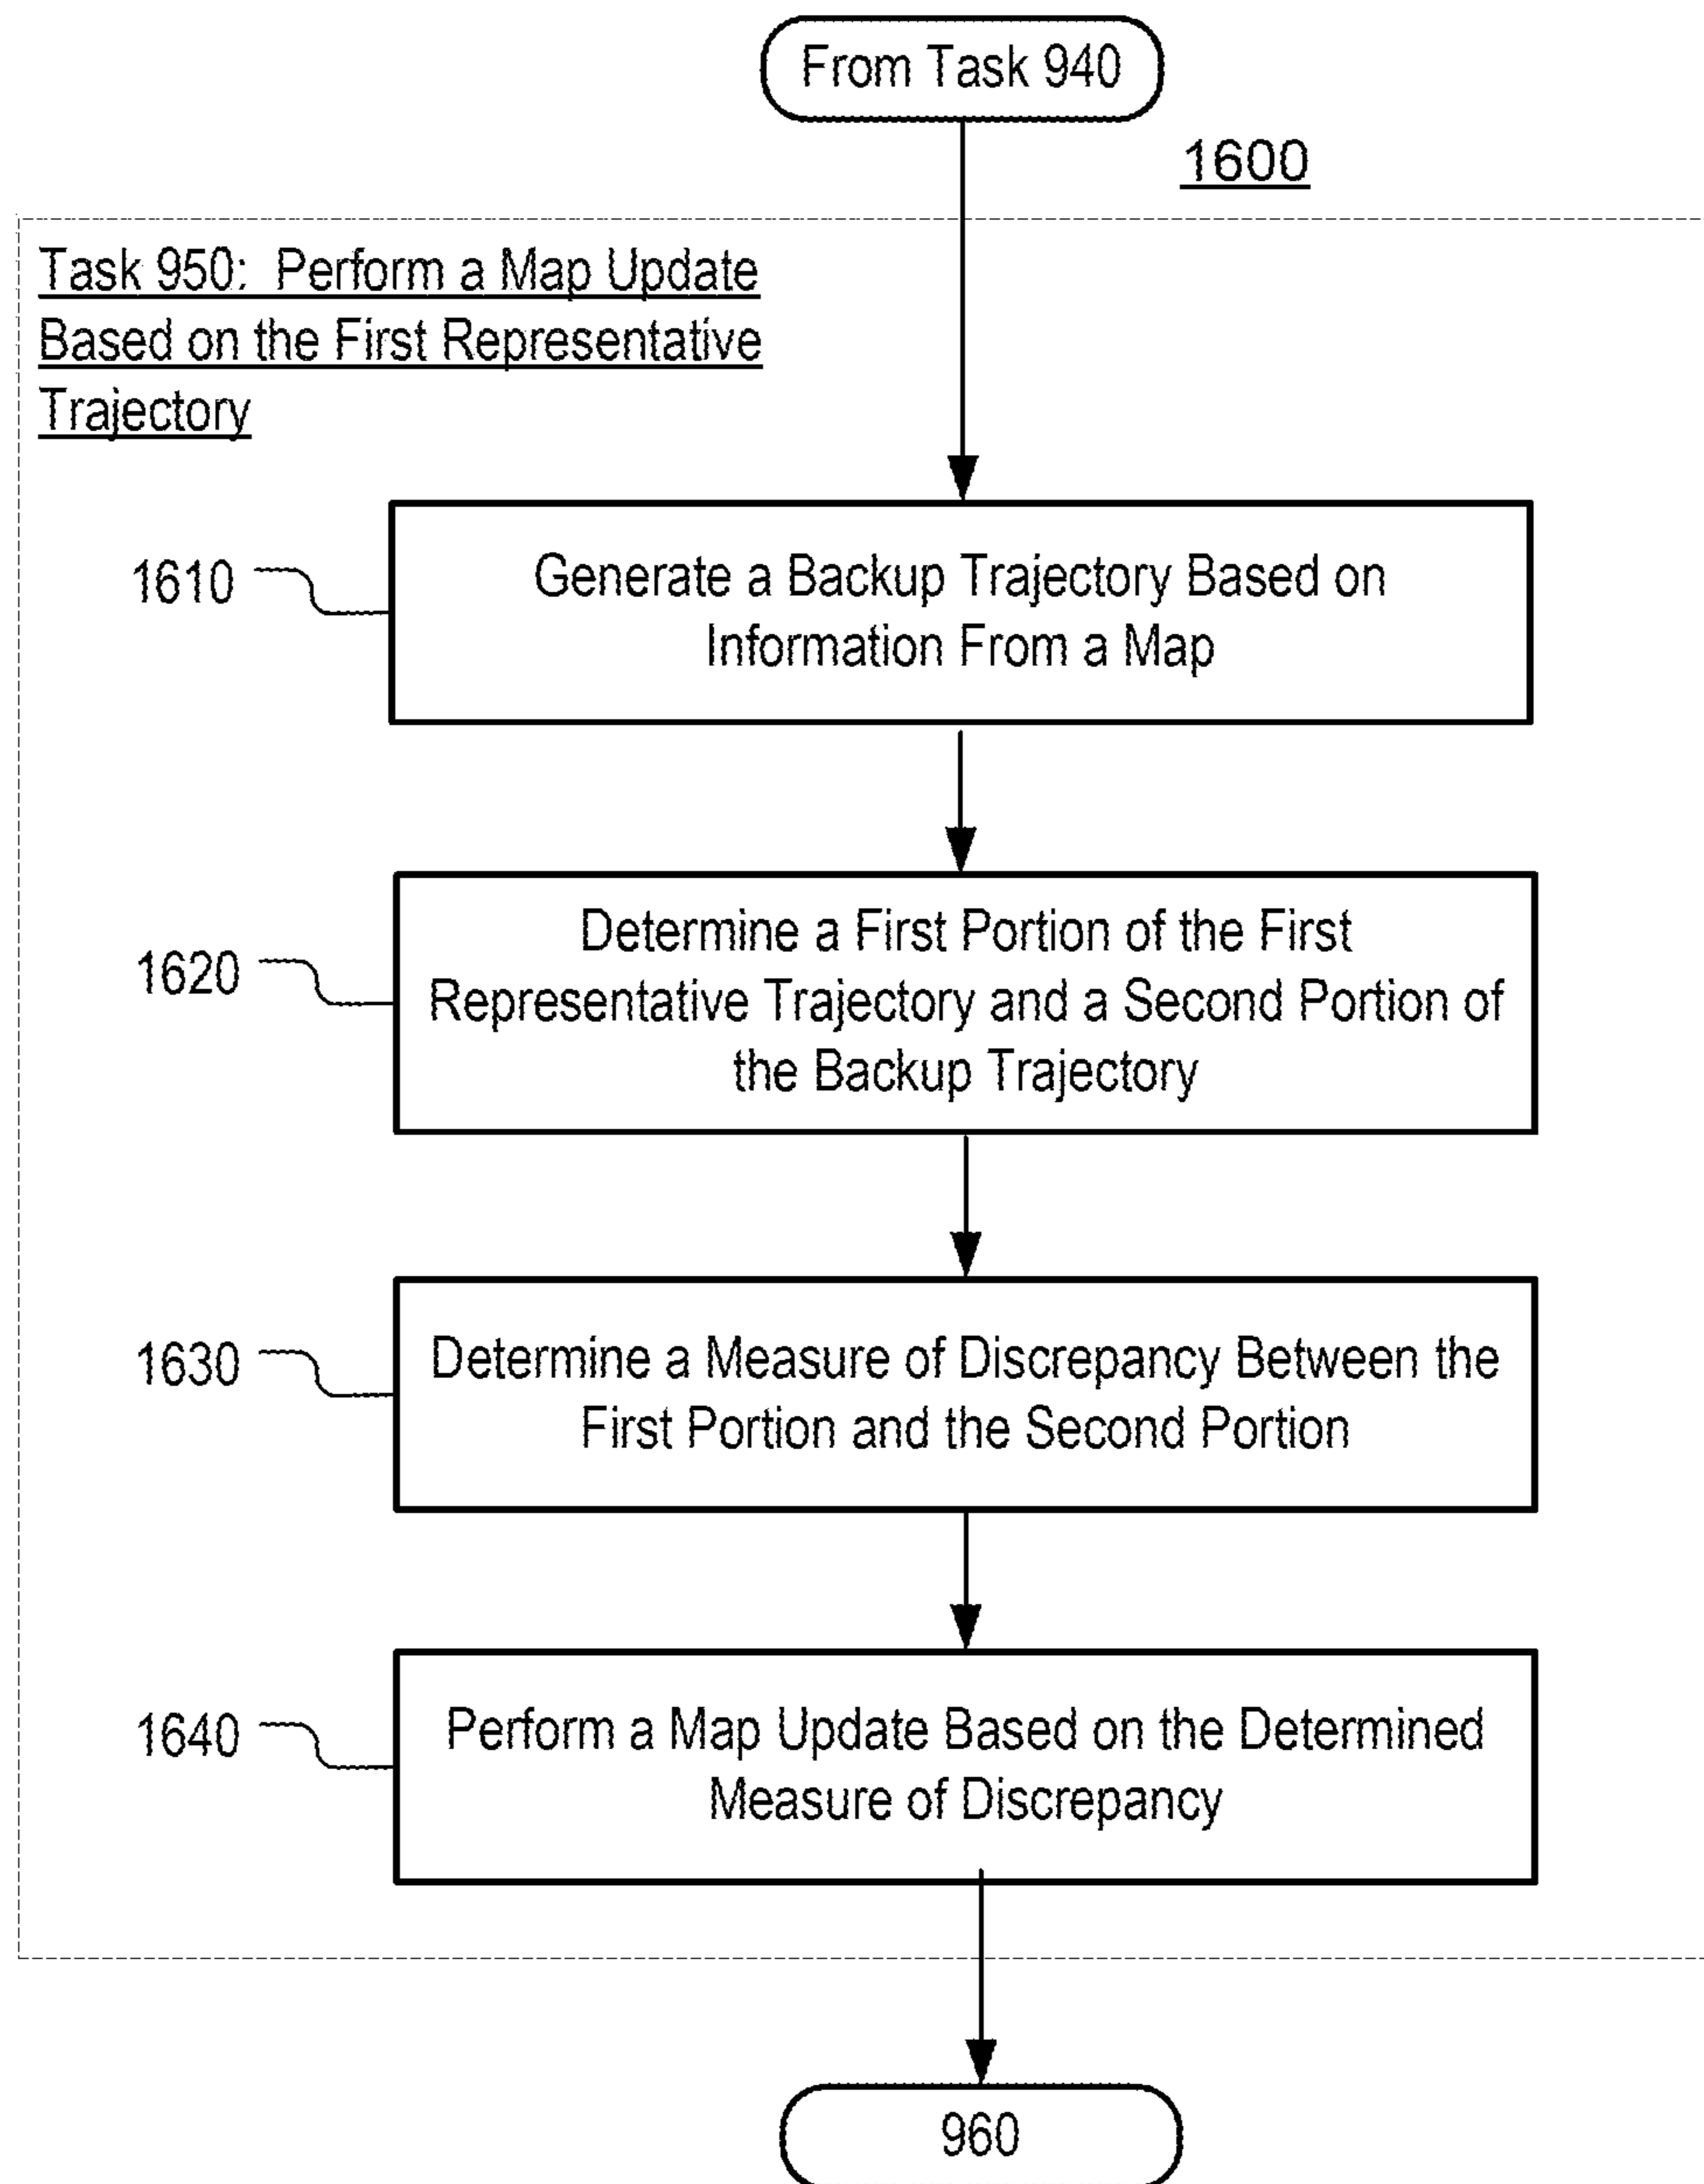 From Task 940
1600
Task 950: Perform a Map Update
Based on the First Representative
Trajectory
1610
Generate a Backup Trajectory Based on
Information From a Map
1620
Determine a First Portion of the First
Representative Trajectory and a Second Portion of
the Backup Trajectory
1630
Determine a Measure of Discrepancy Between the
First Portion and the Second Portion
1640
Perform a Map Update Based on the Determined
Measure of Discrepancy
960